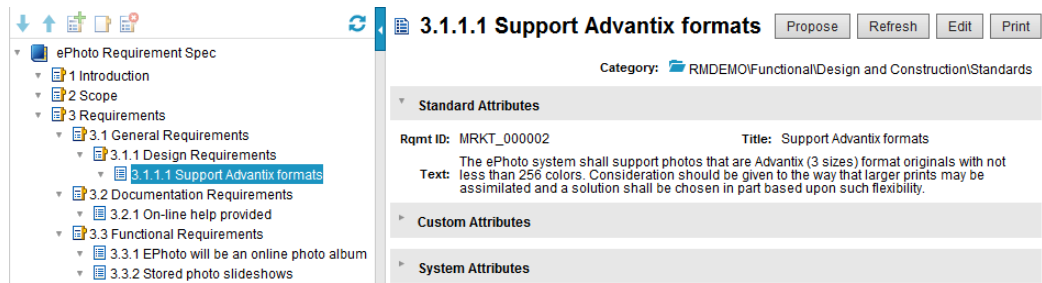 ePhoto Requirement Spec
1 Introduction
2 Scope
3 Requirements
3.1 General Requirements
3.1.1 Design Requirements
3.1.1.1 Support Advantix formats
3.2 Documentation Requirements
3.2.1 On-line help provided
3.3 Functional Requirements
3.3.1 EPhoto will be an online photo album
3.3.2 Stored photo slideshows
3.1.1.1 Support Advantix formats Propose Refresh Edit Print
Category: RMDEMO\Functional\Design and Construction\Standards
Standard Attributes
Rqmt ID: MRKT_000002 Title: Support Advantix formats
Text: The ePhoto system shall support photos that are Advantix (3 sizes) format originals with not
less than 256 colors. Consideration should be given to the way that larger prints may be
assimilated and a solution shall be chosen in part based upon such flexibility.
Custom Attributes
System Attributes